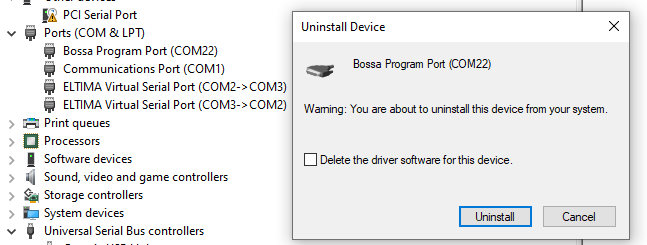 PCI Serial Port
Ports (COM & LPT)
Bossa Program Port (COM22)
Communications Port (COM1)
ELTIMA Virtual Serial Port (COM2->COM3)
ELTIMA Virtual Serial Port (COM3->COM2)
Print queues
Processors
Software devices
Sound, video and game controllers
Storage controllers
System devices
Universal Serial Bus controllers
Uninstall Device
Bossa Program Port (COM22)
Warning: You are about to uninstall this device from your system.
Delete the driver software for this device.
Uninstall
Cancel